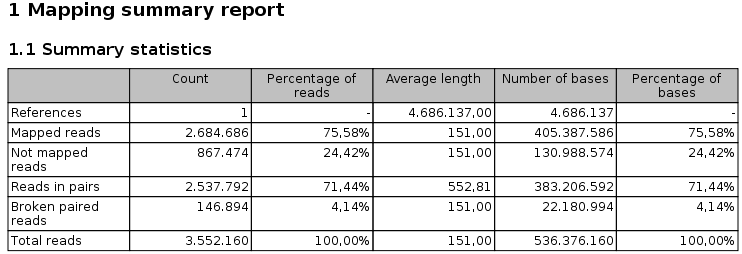 1 Mapping summary report
1.1 Summary statistics
Count Percentage of reads Average length Number of bases Percentage of bases
References 1 - 4.686.137,00 4.686.137 -
Mapped reads 2.684.686 75,58% 151,00 405.387.586 75,58%
Not mapped reads 867.474 24,42% 151,00 130.988.574 24,42%
Reads in pairs 2.537.792 71,44% 552,81 383.206.592 71,44%
Broken paired reads 146.894 4,14% 151,00 22.180.994 4,14%
Total reads 3.552.160 100,00% 151,00 536.376.160 100,00%